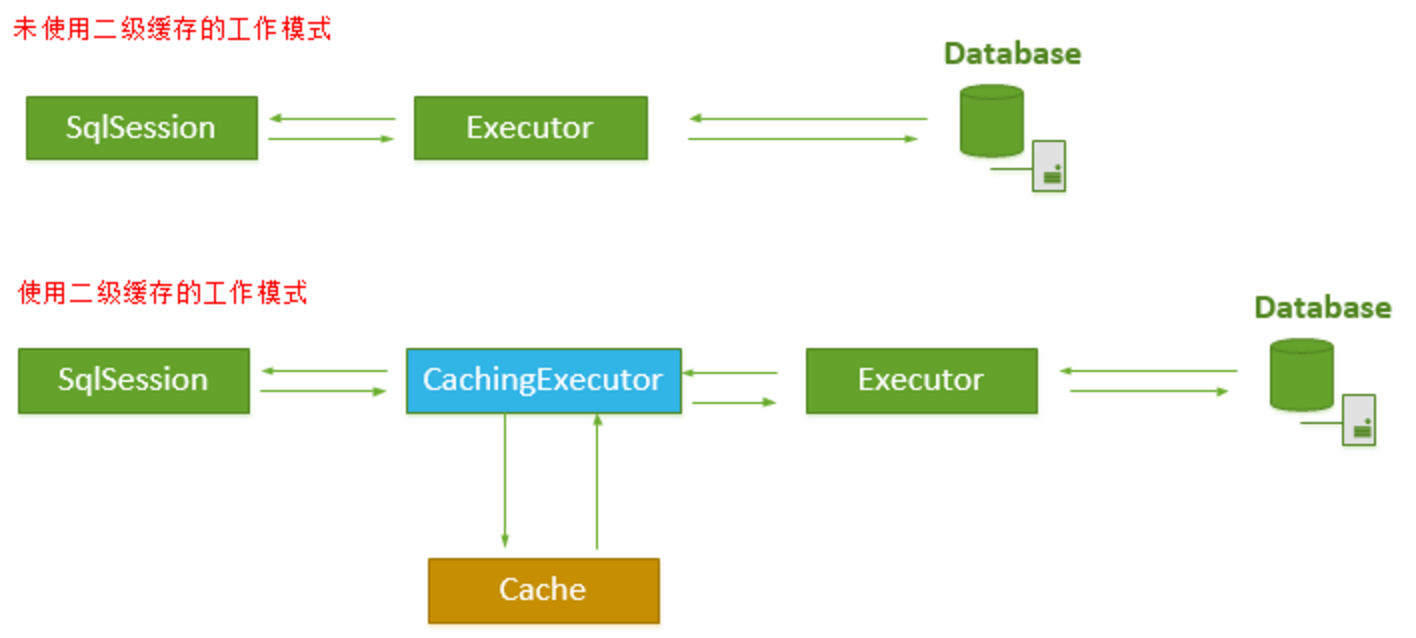 未使用二级缓存的工作模式
Database
SqlSession
Executor
使用二级缓存的工作模式
Database
SqlSession
CachingExecutor
Executor
Cache